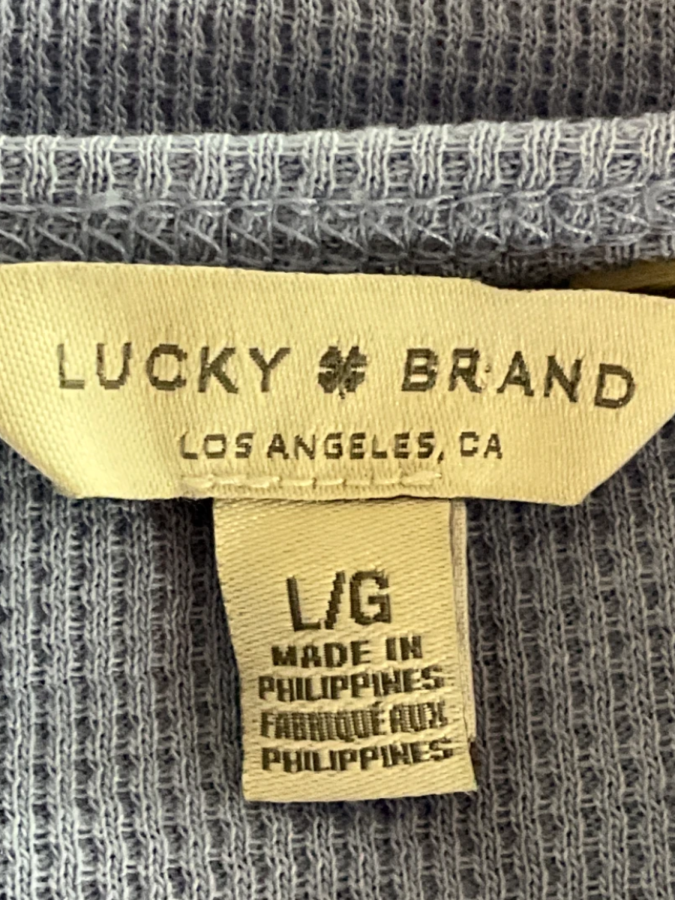 LUCKY BRAND
LOS ANGELES, CA
L/G
MADE IN
PHILIPPINES
FABRIQUÉ AUX
PHILIPPINES